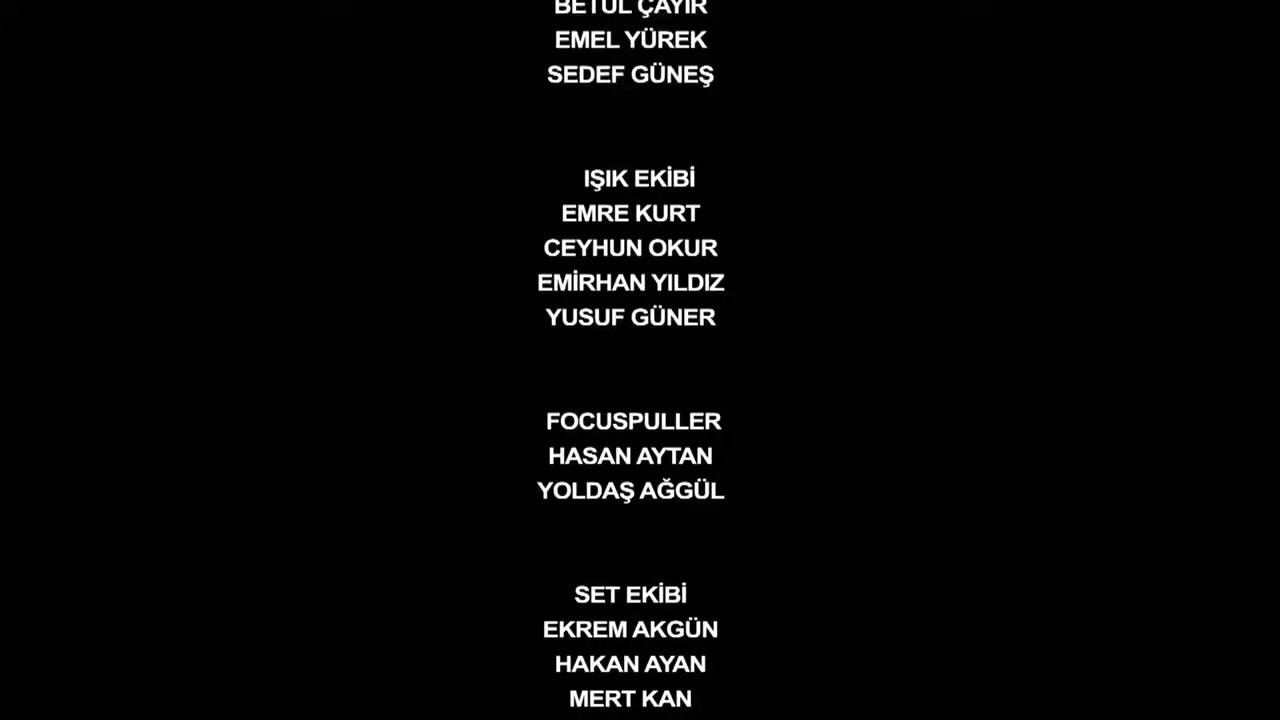 BETÜL ÇAYIR
EMEL YÜREK
SEDEF GÜNEŞ
IŞIK EKİBİ
EMRE KURT
CEYHUN OKUR
EMİRHAN YILDIZ
YUSUF GÜNER
FOCUSPULLER
HASAN AYTAN
YOLDAŞ AĞGÜL
SET EKİBİ
EKREM AKGÜN
HAKAN AYAN
MERT KAN